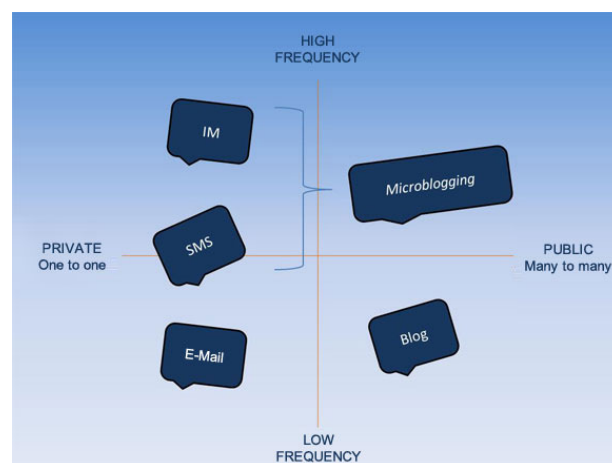 HIGH
FREQUENCY
IM
Microblogging
SMS
PRIVATE
One to one
PUBLIC
Many to many
E-Mail
Blog
LOW
FREQUENCY